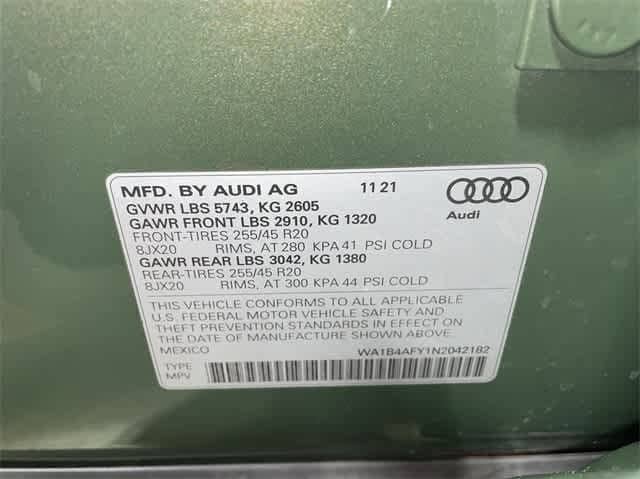 MFD. BY AUDI AG 11 21
GVWR LBS 5743, KG 2605
GAWR FRONT LBS 2910, KG 1320
FRONT-TIRES 255/45 R20
8JX20 RIMS, AT 280 KPA 41 PSI COLD
GAWR REAR LBS 3042, KG 1380
REAR-TIRES 255/45 R20
8JX20 RIMS, AT 300 KPA 44 PSI COLD
Audi
THIS VEHICLE CONFORMS TO ALL APPLICABLE
U.S. FEDERAL MOTOR VEHICLE SAFETY AND
THEFT PREVENTION STANDARDS IN EFFECT ON
THE DATE OF MANUFACTURE SHOWN ABOVE.
MEXICO WA1B4AFY1N2042182
TYPE
MPV